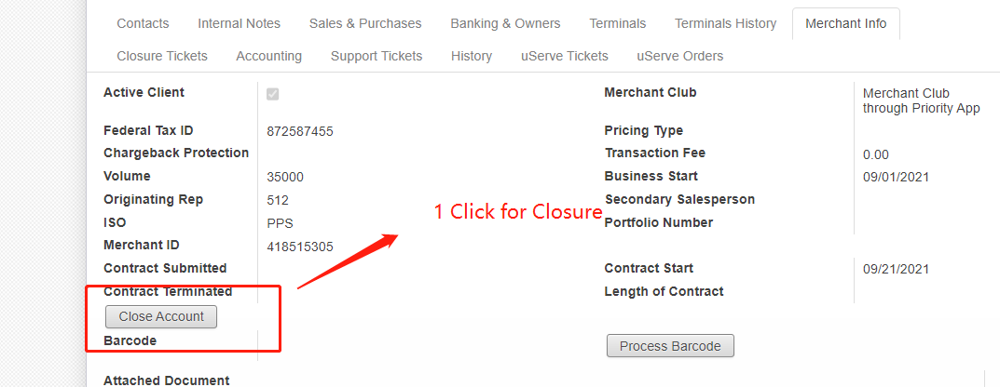 Contacts Internal Notes Sales & Purchases Banking & Owners Terminals Terminals History Merchant Info
Closure Tickets Accounting Support Tickets History uServe Tickets uServe Orders
Active Client Merchant Club Merchant Club
through Priority App
Federal Tax ID 872587455 Pricing Type
Chargeback Protection Transaction Fee 0.00
Volume 35000 Business Start 09/01/2021
Originating Rep 512 Secondary Salesperson
1 Click for Closure
ISO PPS Portfolio Number
Merchant ID 418515305
Contract Submitted Contract Start 09/21/2021
Contract Terminated Length of Contract
Close Account
Barcode Process Barcode
Attached Document